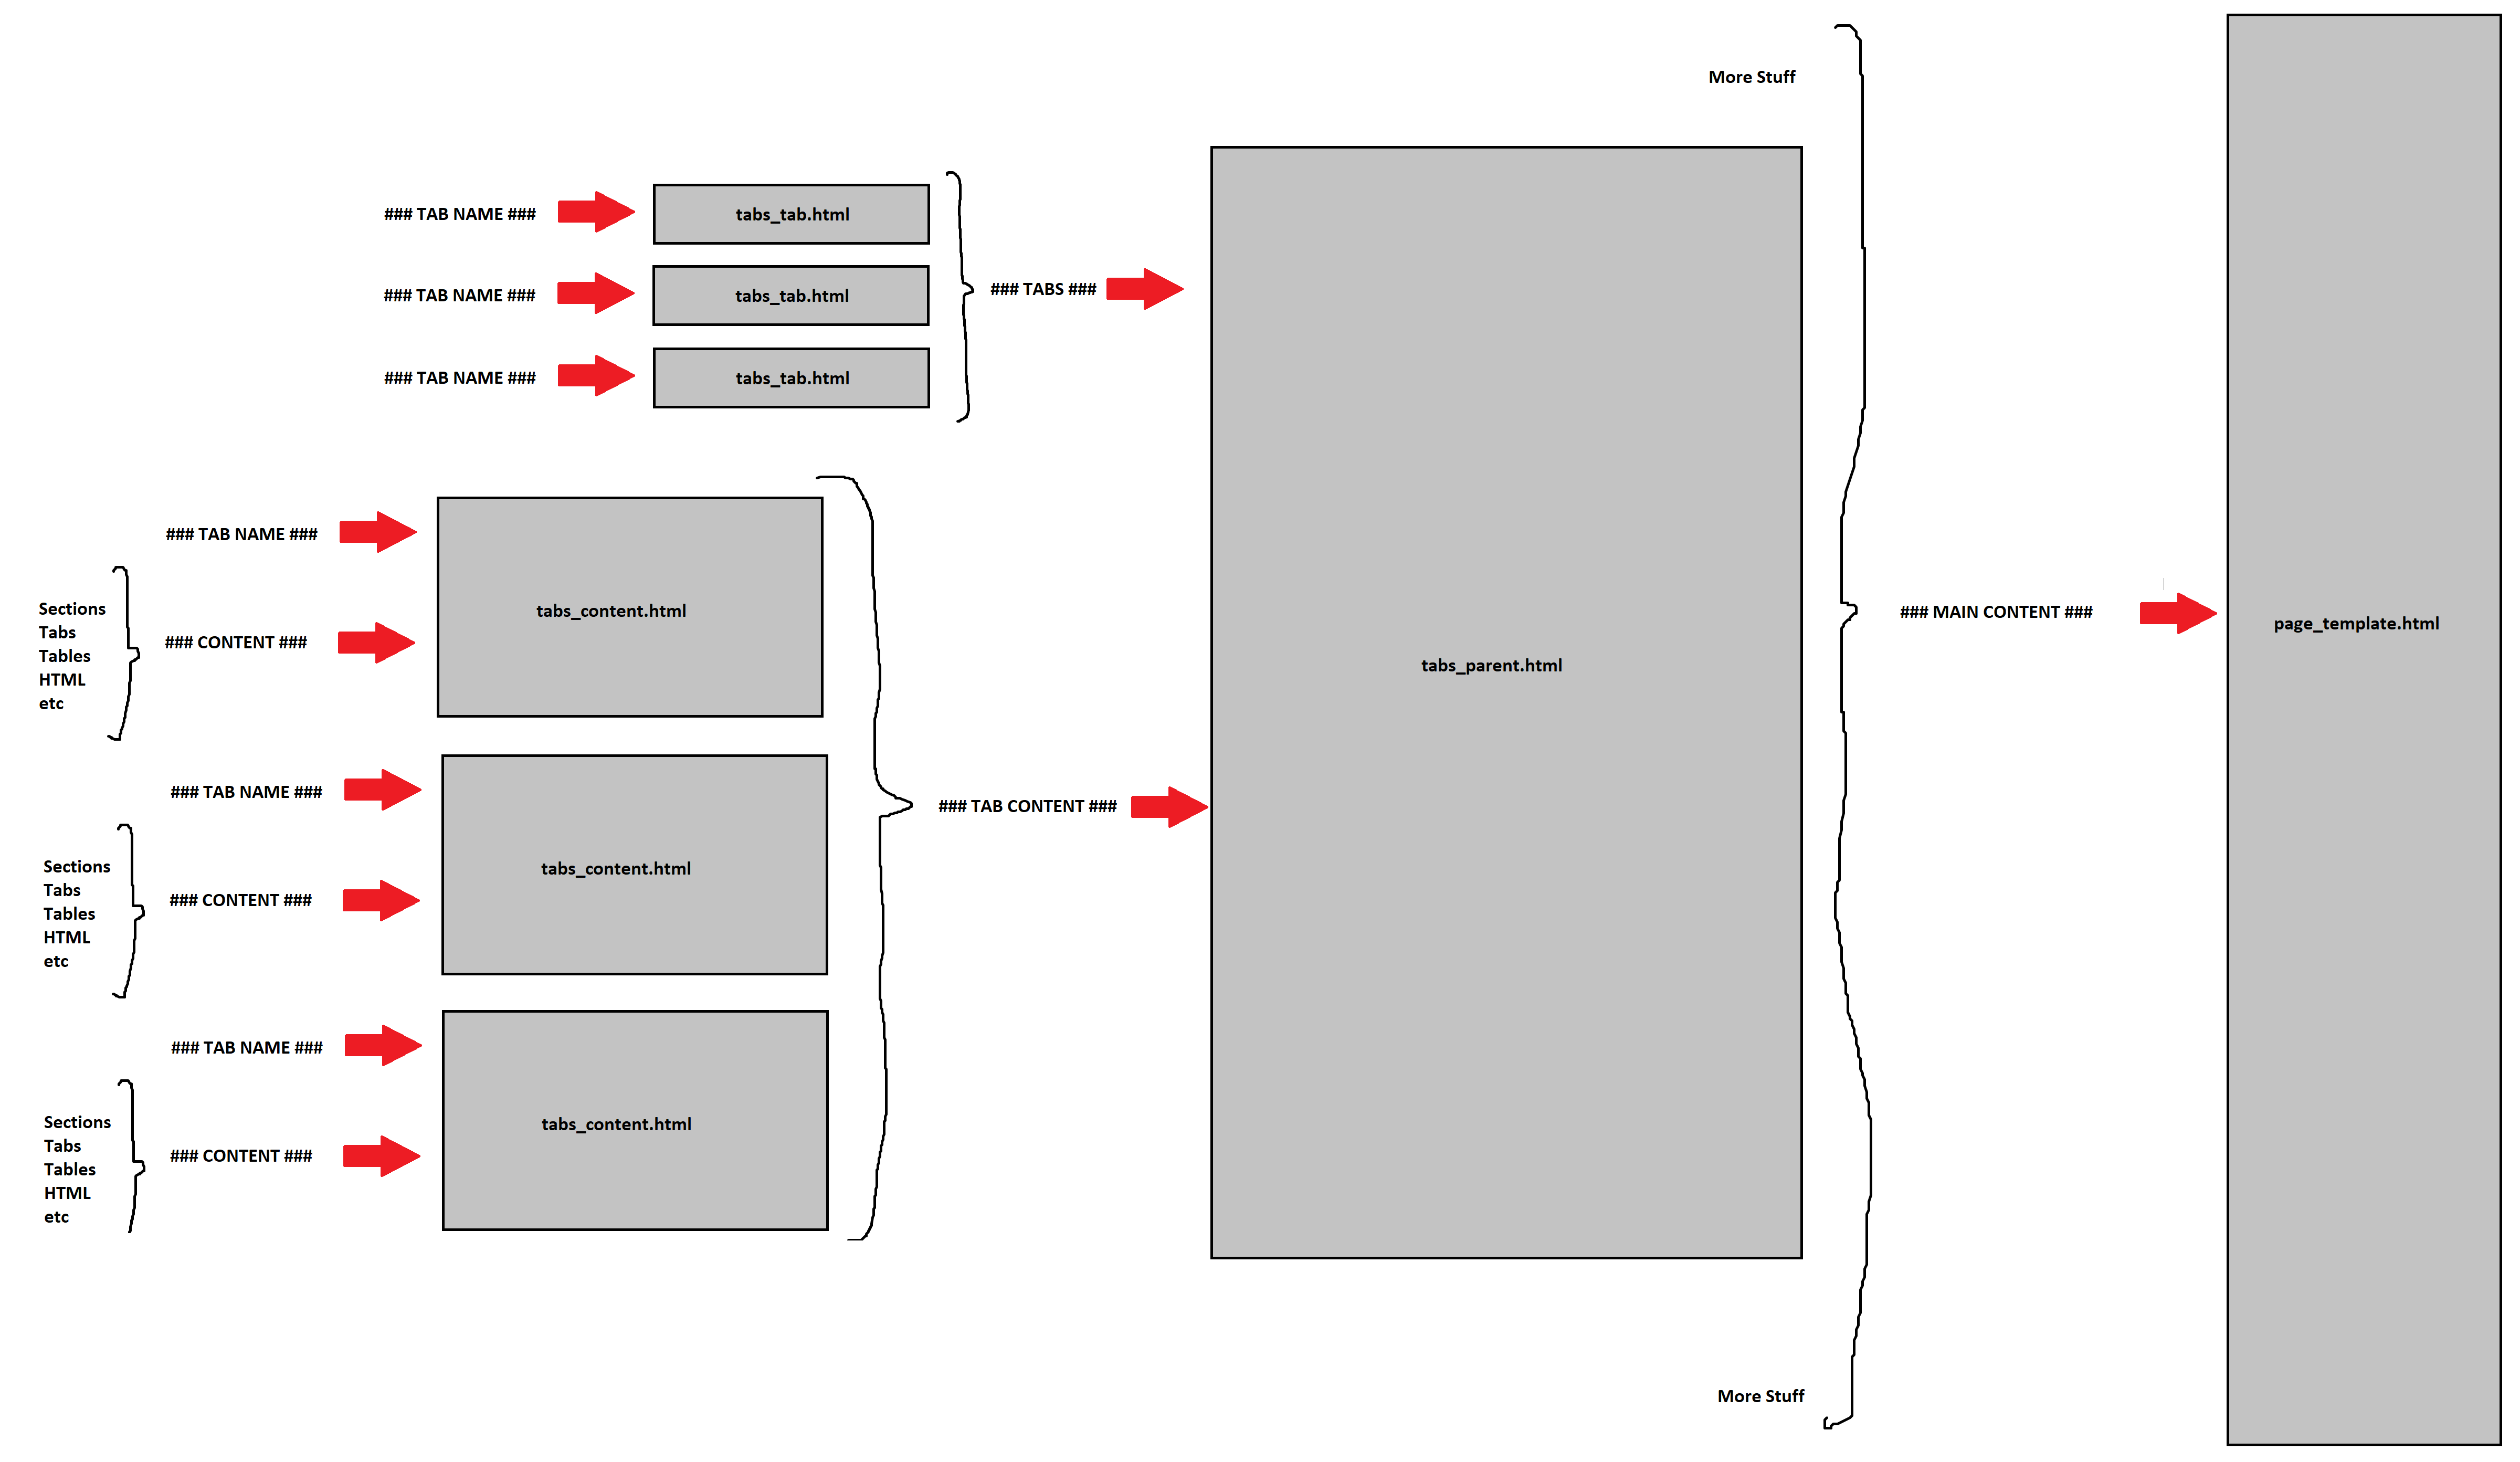 More Stuff
### TAB NAME ###
tabs_tab.html
### TAB NAME ###
tabs_tab.html
### TABS ###
### TAB NAME ###
tabs_tab.html
### TAB NAME ###
Sections
Tabs
Tables
HTML
etc
### CONTENT ###
tabs_content.html
### TAB NAME ###
Sections
Tabs
Tables
HTML
etc
### CONTENT ###
tabs_content.html
### TAB NAME ###
Sections
Tabs
Tables
HTML
etc
### CONTENT ###
tabs_content.html
### TAB CONTENT ###
tabs_parent.html
### MAIN CONTENT ###
page_template.html
More Stuff